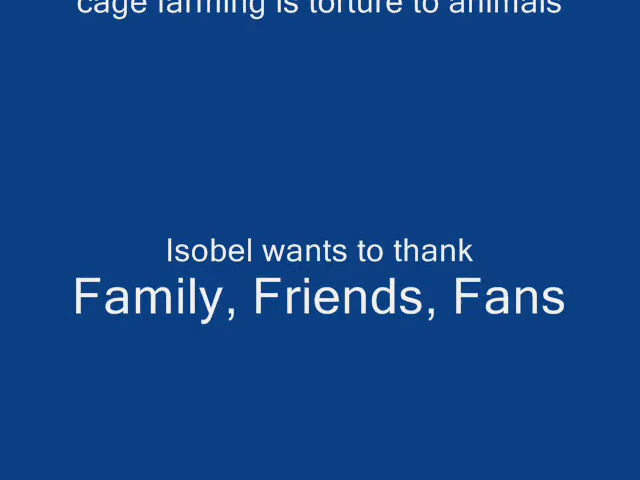 cage farming is torture to animals
Isobel wants to thank
Family, Friends, Fans